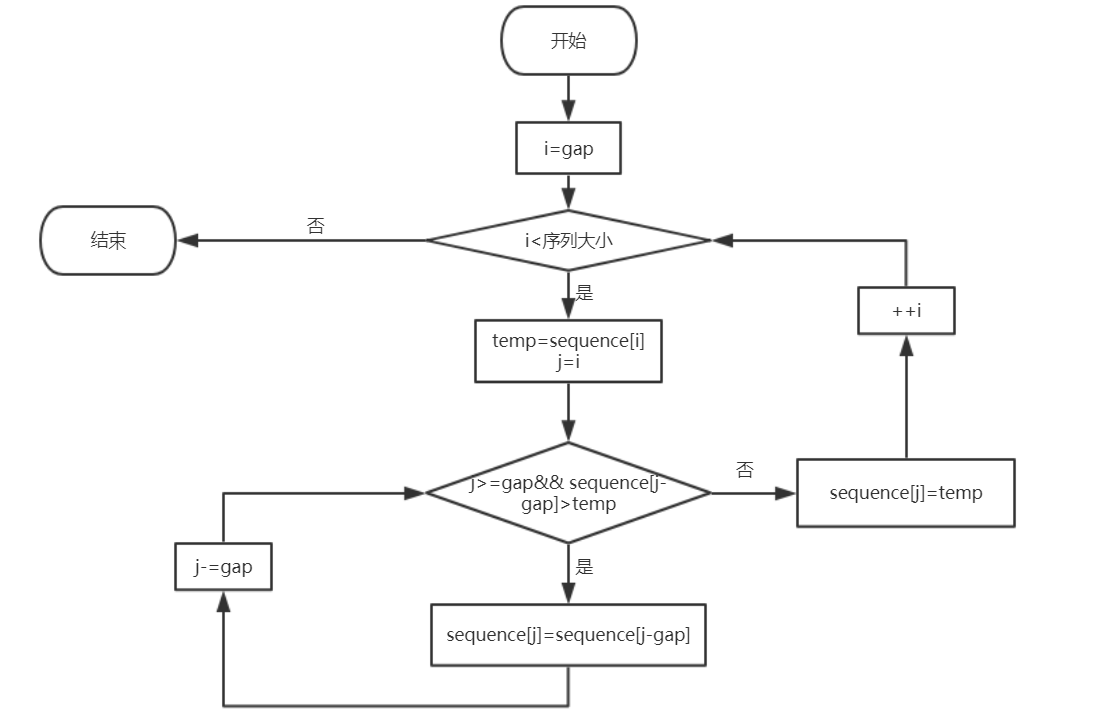 开始
i=gap
否
结束
i<序列大小
是
++i
temp=sequence[i]
j=i
否
j>=gap&& sequence[j-
gap]>temp
sequence[j]=temp
是
j-=gap
sequence[j]=sequence[j-gap]